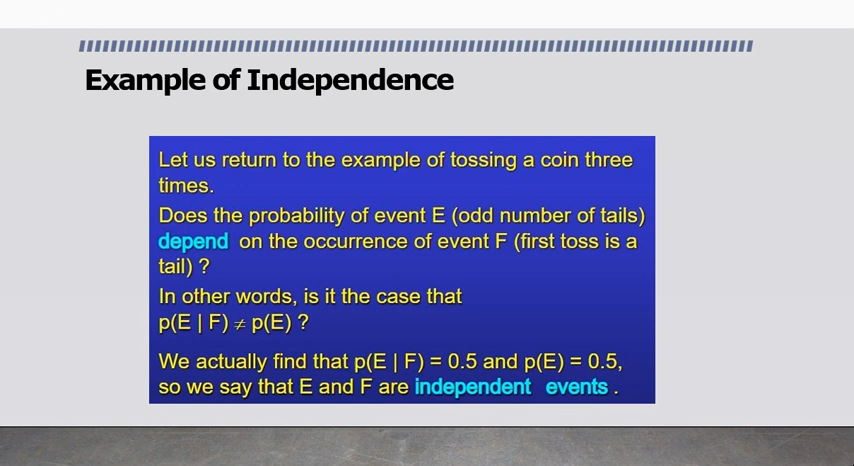 Example of Independence
Let us return to the example of tossing a coin three
times.
Does the probability of event E (odd number of tails)
depend on the occurrence of event F (first toss is a
tail) ?
In other words, is it the case that
p(E | F) ≠ p(E) ?
We actually find that p(E | F) = 0.5 and p(E) = 0.5,
so we say that E and F are independent events .